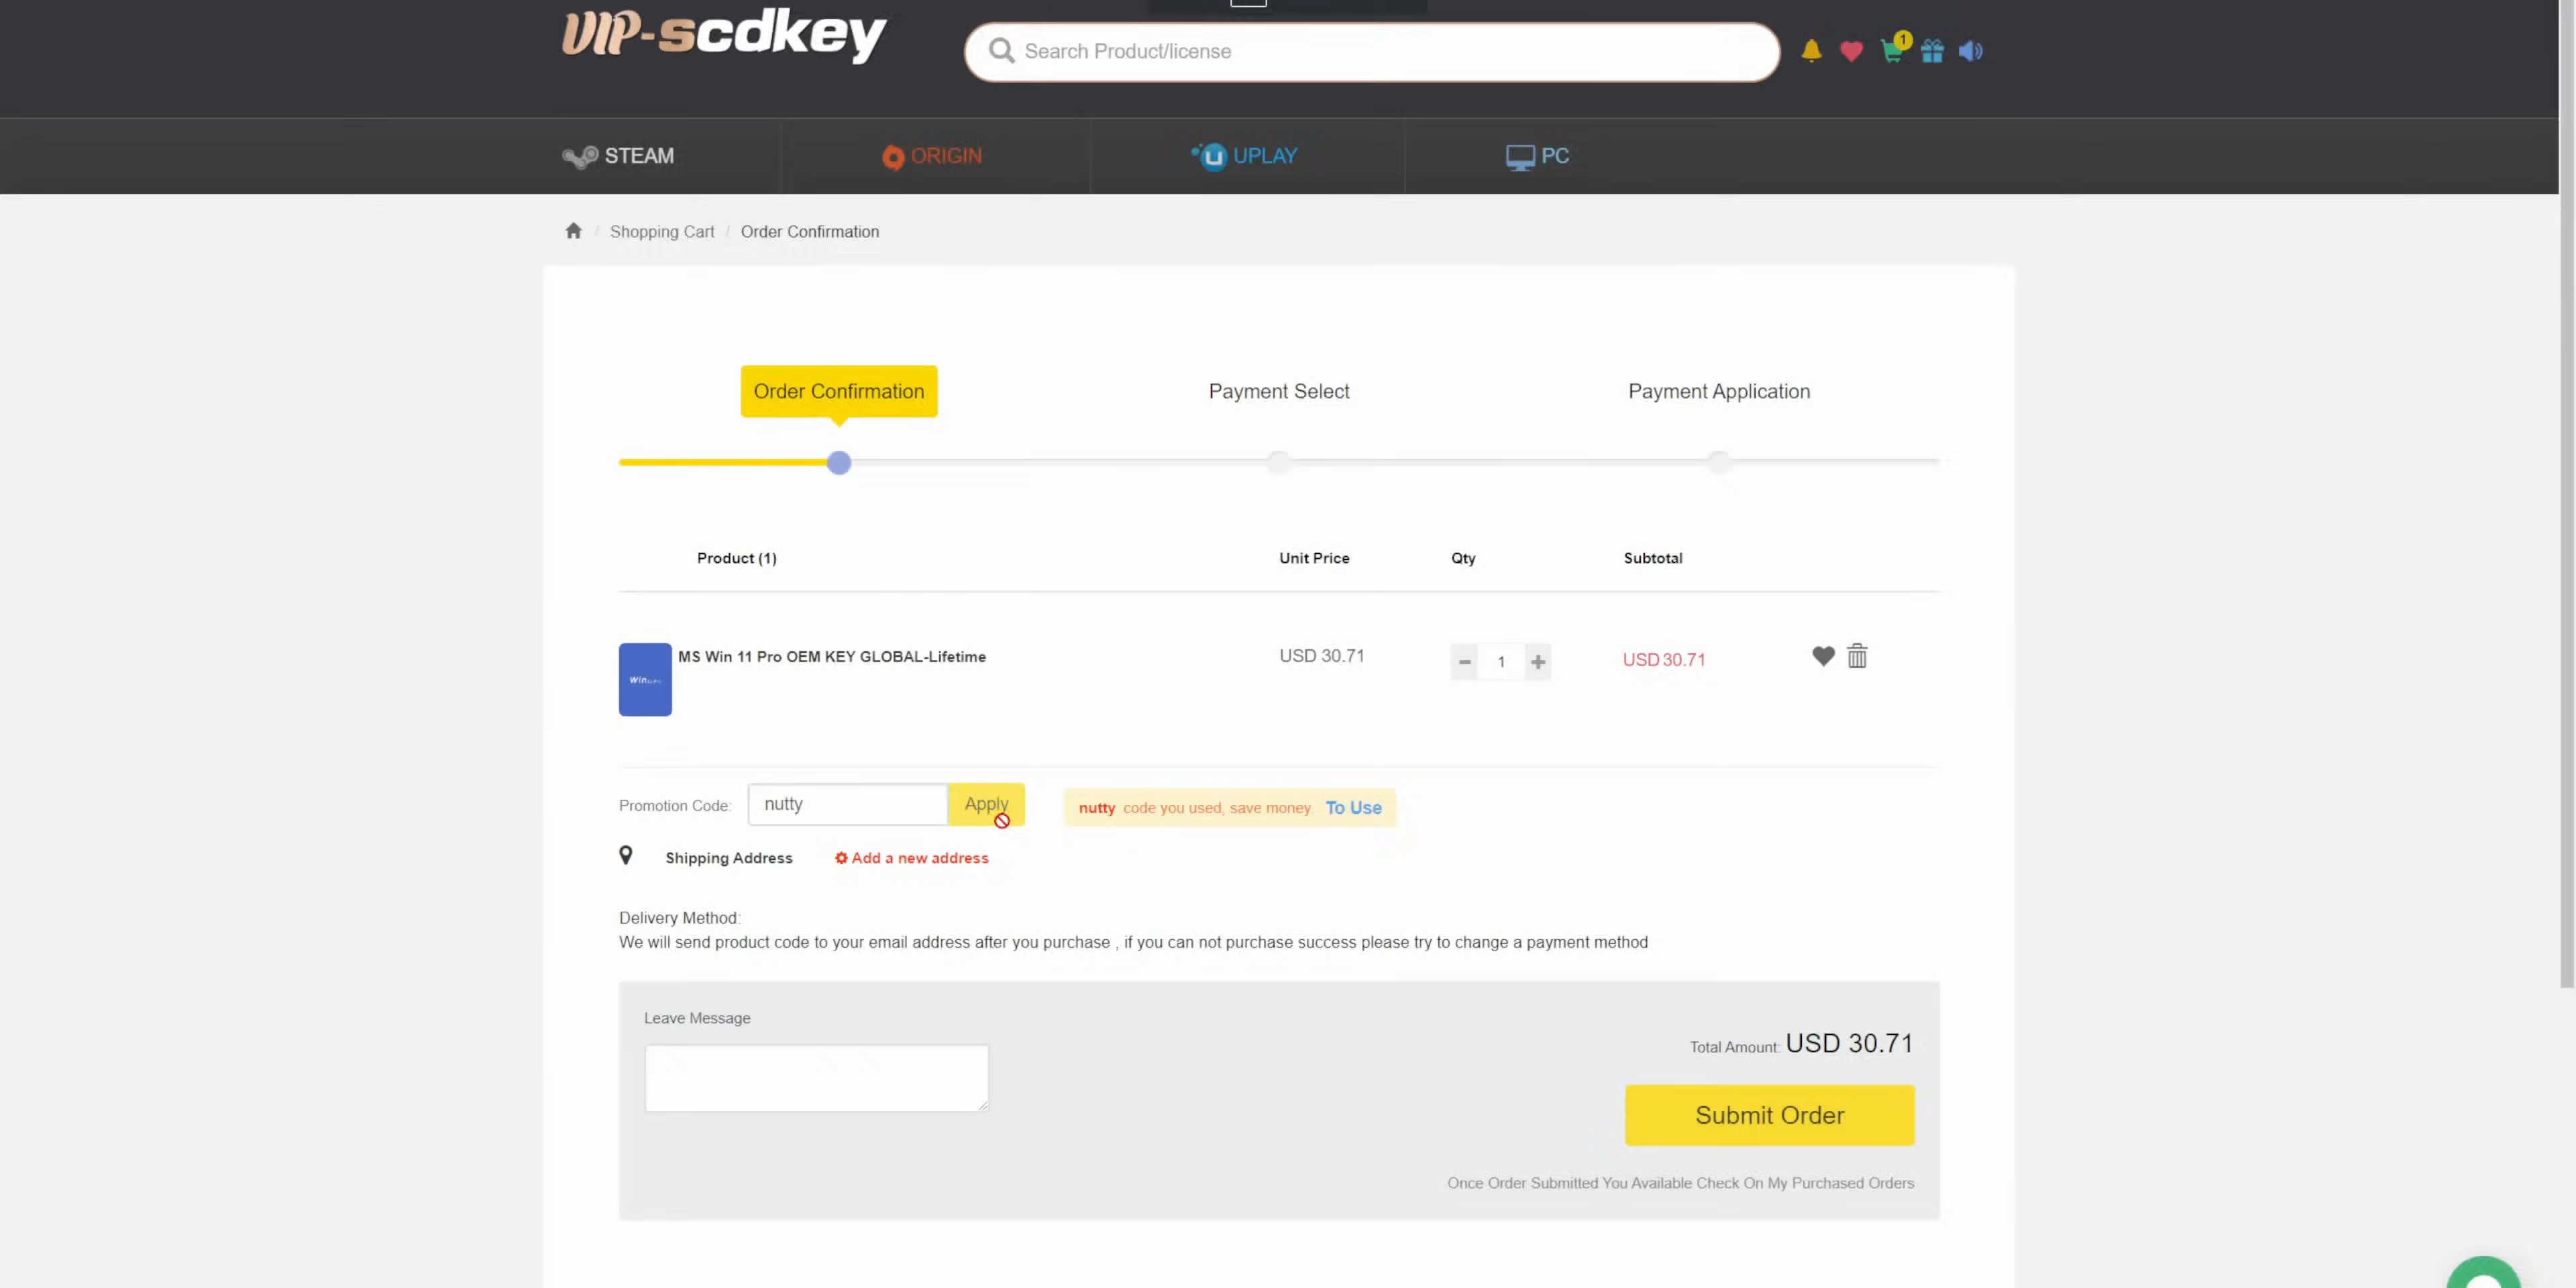 VIP-scdkey
Search Product/license
1
STEAM
ORIGIN
UPLAY
PC
/ Shopping Cart / Order Confirmation
Order Confirmation
Payment Select
Payment Application
Product (1) Unit Price Qty Subtotal
MS Win 11 Pro OEM KEY GLOBAL-Lifetime USD 30.71 - 1 + USD 30.71
Win
Promotion Code: nutty Apply nutty code you used, save money To Use
Shipping Address Add a new address
Delivery Method:
We will send product code to your email address after you purchase , if you can not purchase success please try to change a payment method
Leave Message
Total Amount: USD 30.71
Submit Order
Once Order Submitted You Available Check On My Purchased Orders